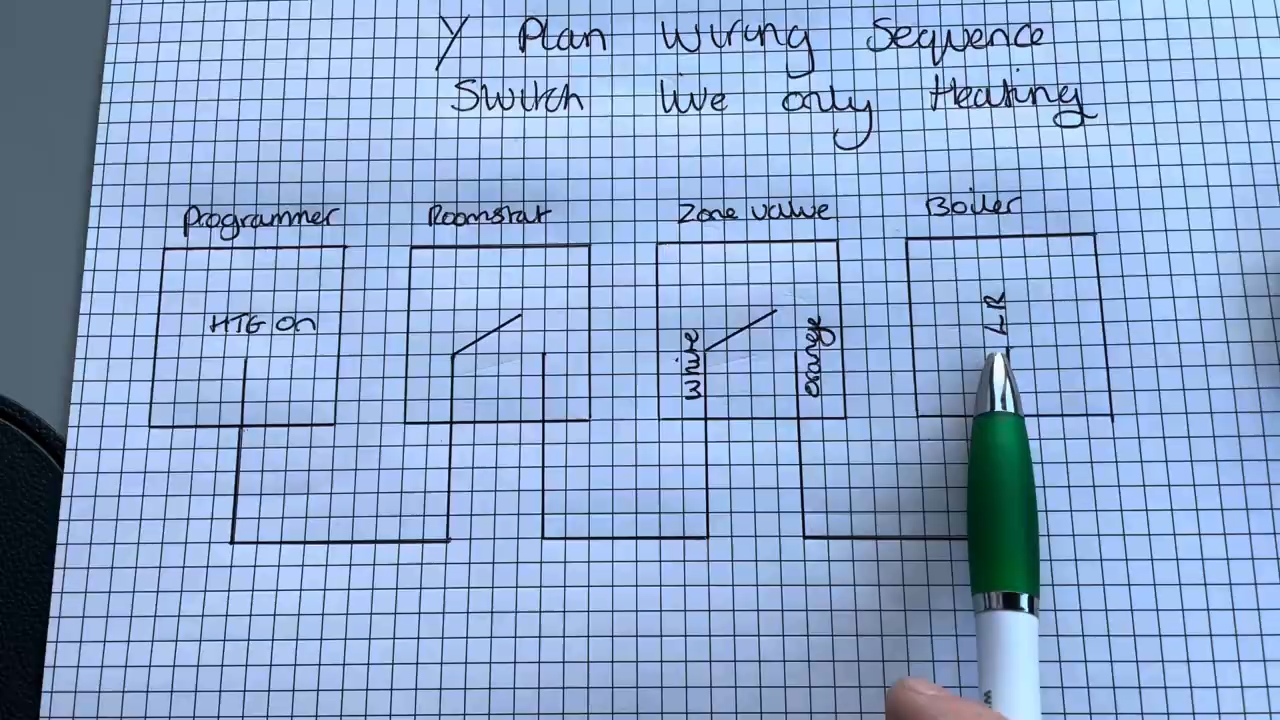 Y Plan Wiring Sequence
Switch live only Heating
Programmer Roomstat Zone valve Boiler
HTG On
white
orange
LR